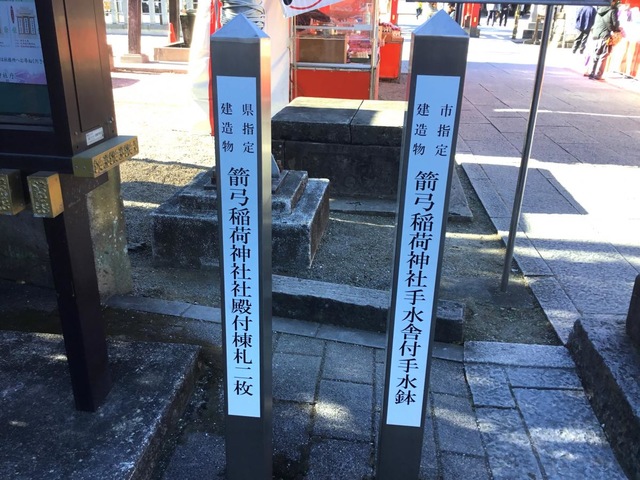 県指定
建造物
箭弓稲荷神社社殿付棟札二枚
市指定
建造物
箭弓稲荷神社手水舎付手水鉢